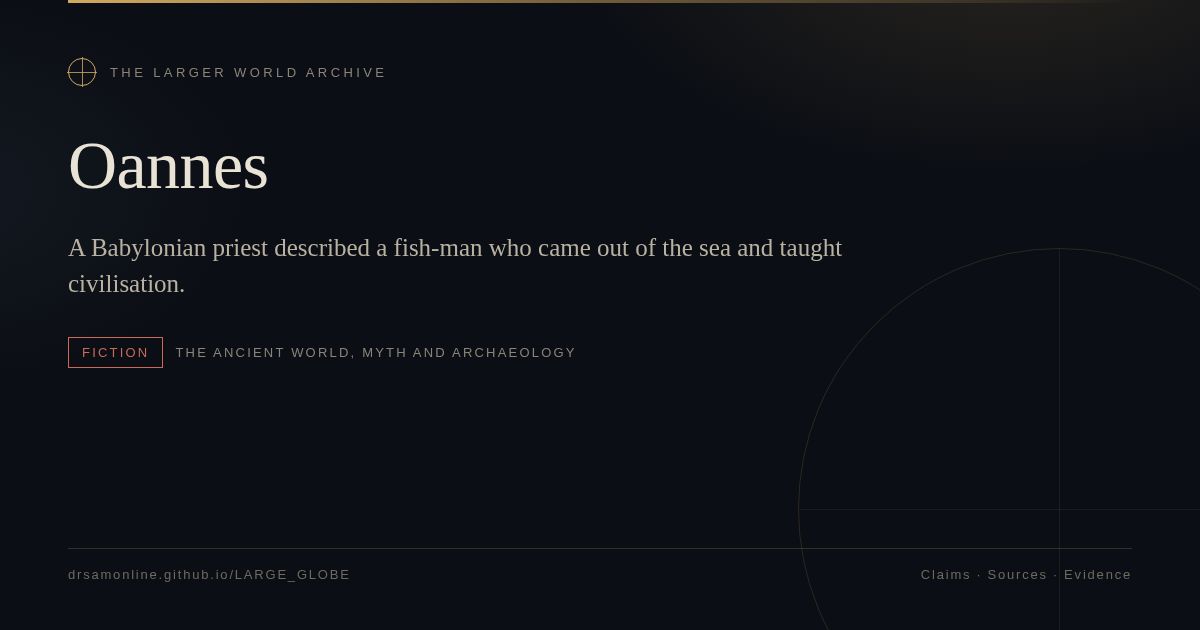 THE LARGER WORLD ARCHIVE
Oannes
A Babylonian priest described a fish-man who came out of the sea and taught
civilisation.
FICTION THE ANCIENT WORLD, MYTH AND ARCHAEOLOGY
drsamonline.github.io/LARGE_GLOBE Claims · Sources · Evidence